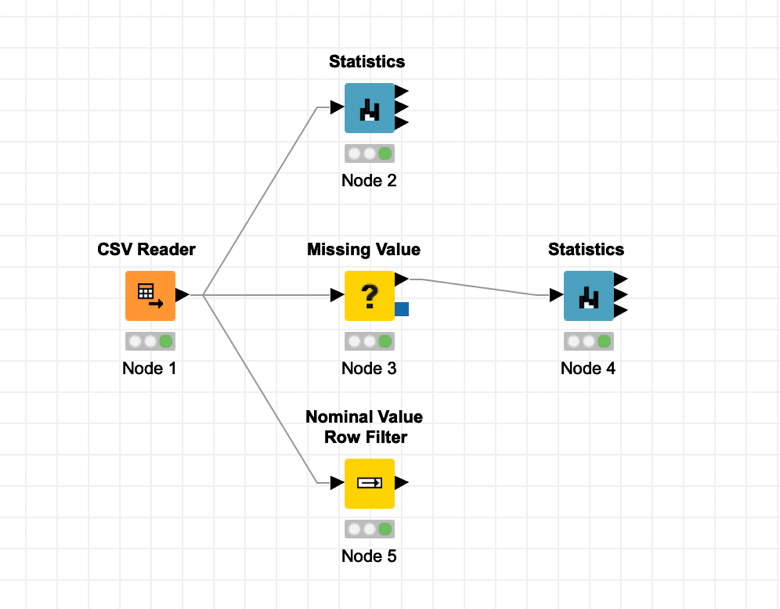 Statistics
Node 2
CSV Reader
Node 1
Missing Value
?
Node 3
Statistics
Node 4
Nominal Value
Row Filter
Node 5